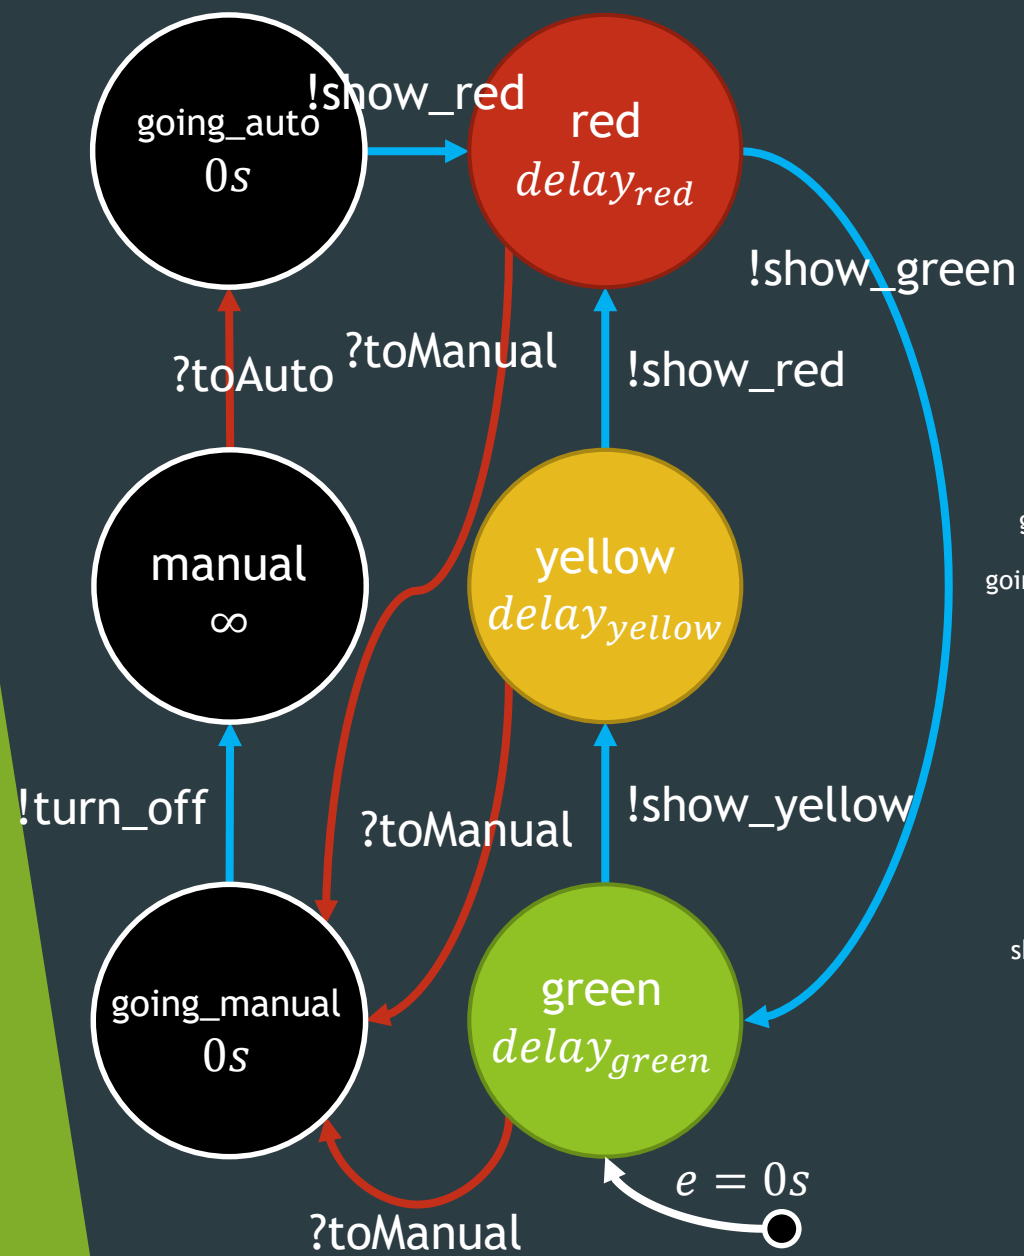 !show_red
going_auto
0s
red
delay_red
!show_green
?toManual
!show_red
?toAuto
manual
∞
yellow
delay_yellow
!turn_off
?toManual
!show_yellow
going_manual
0s
green
delay_green
e = 0s
?toManual